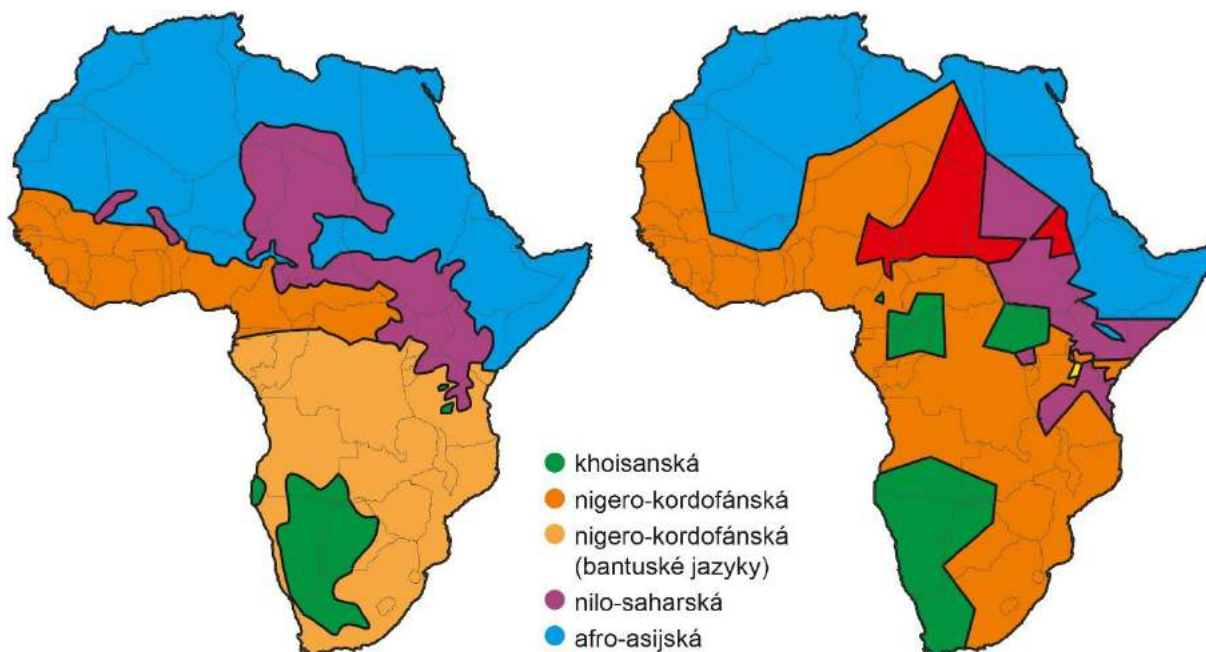 khoisanská
nigero-kordofánská
nigero-kordofánská
(bantuské jazyky)
nilo-saharská
afro-asijská